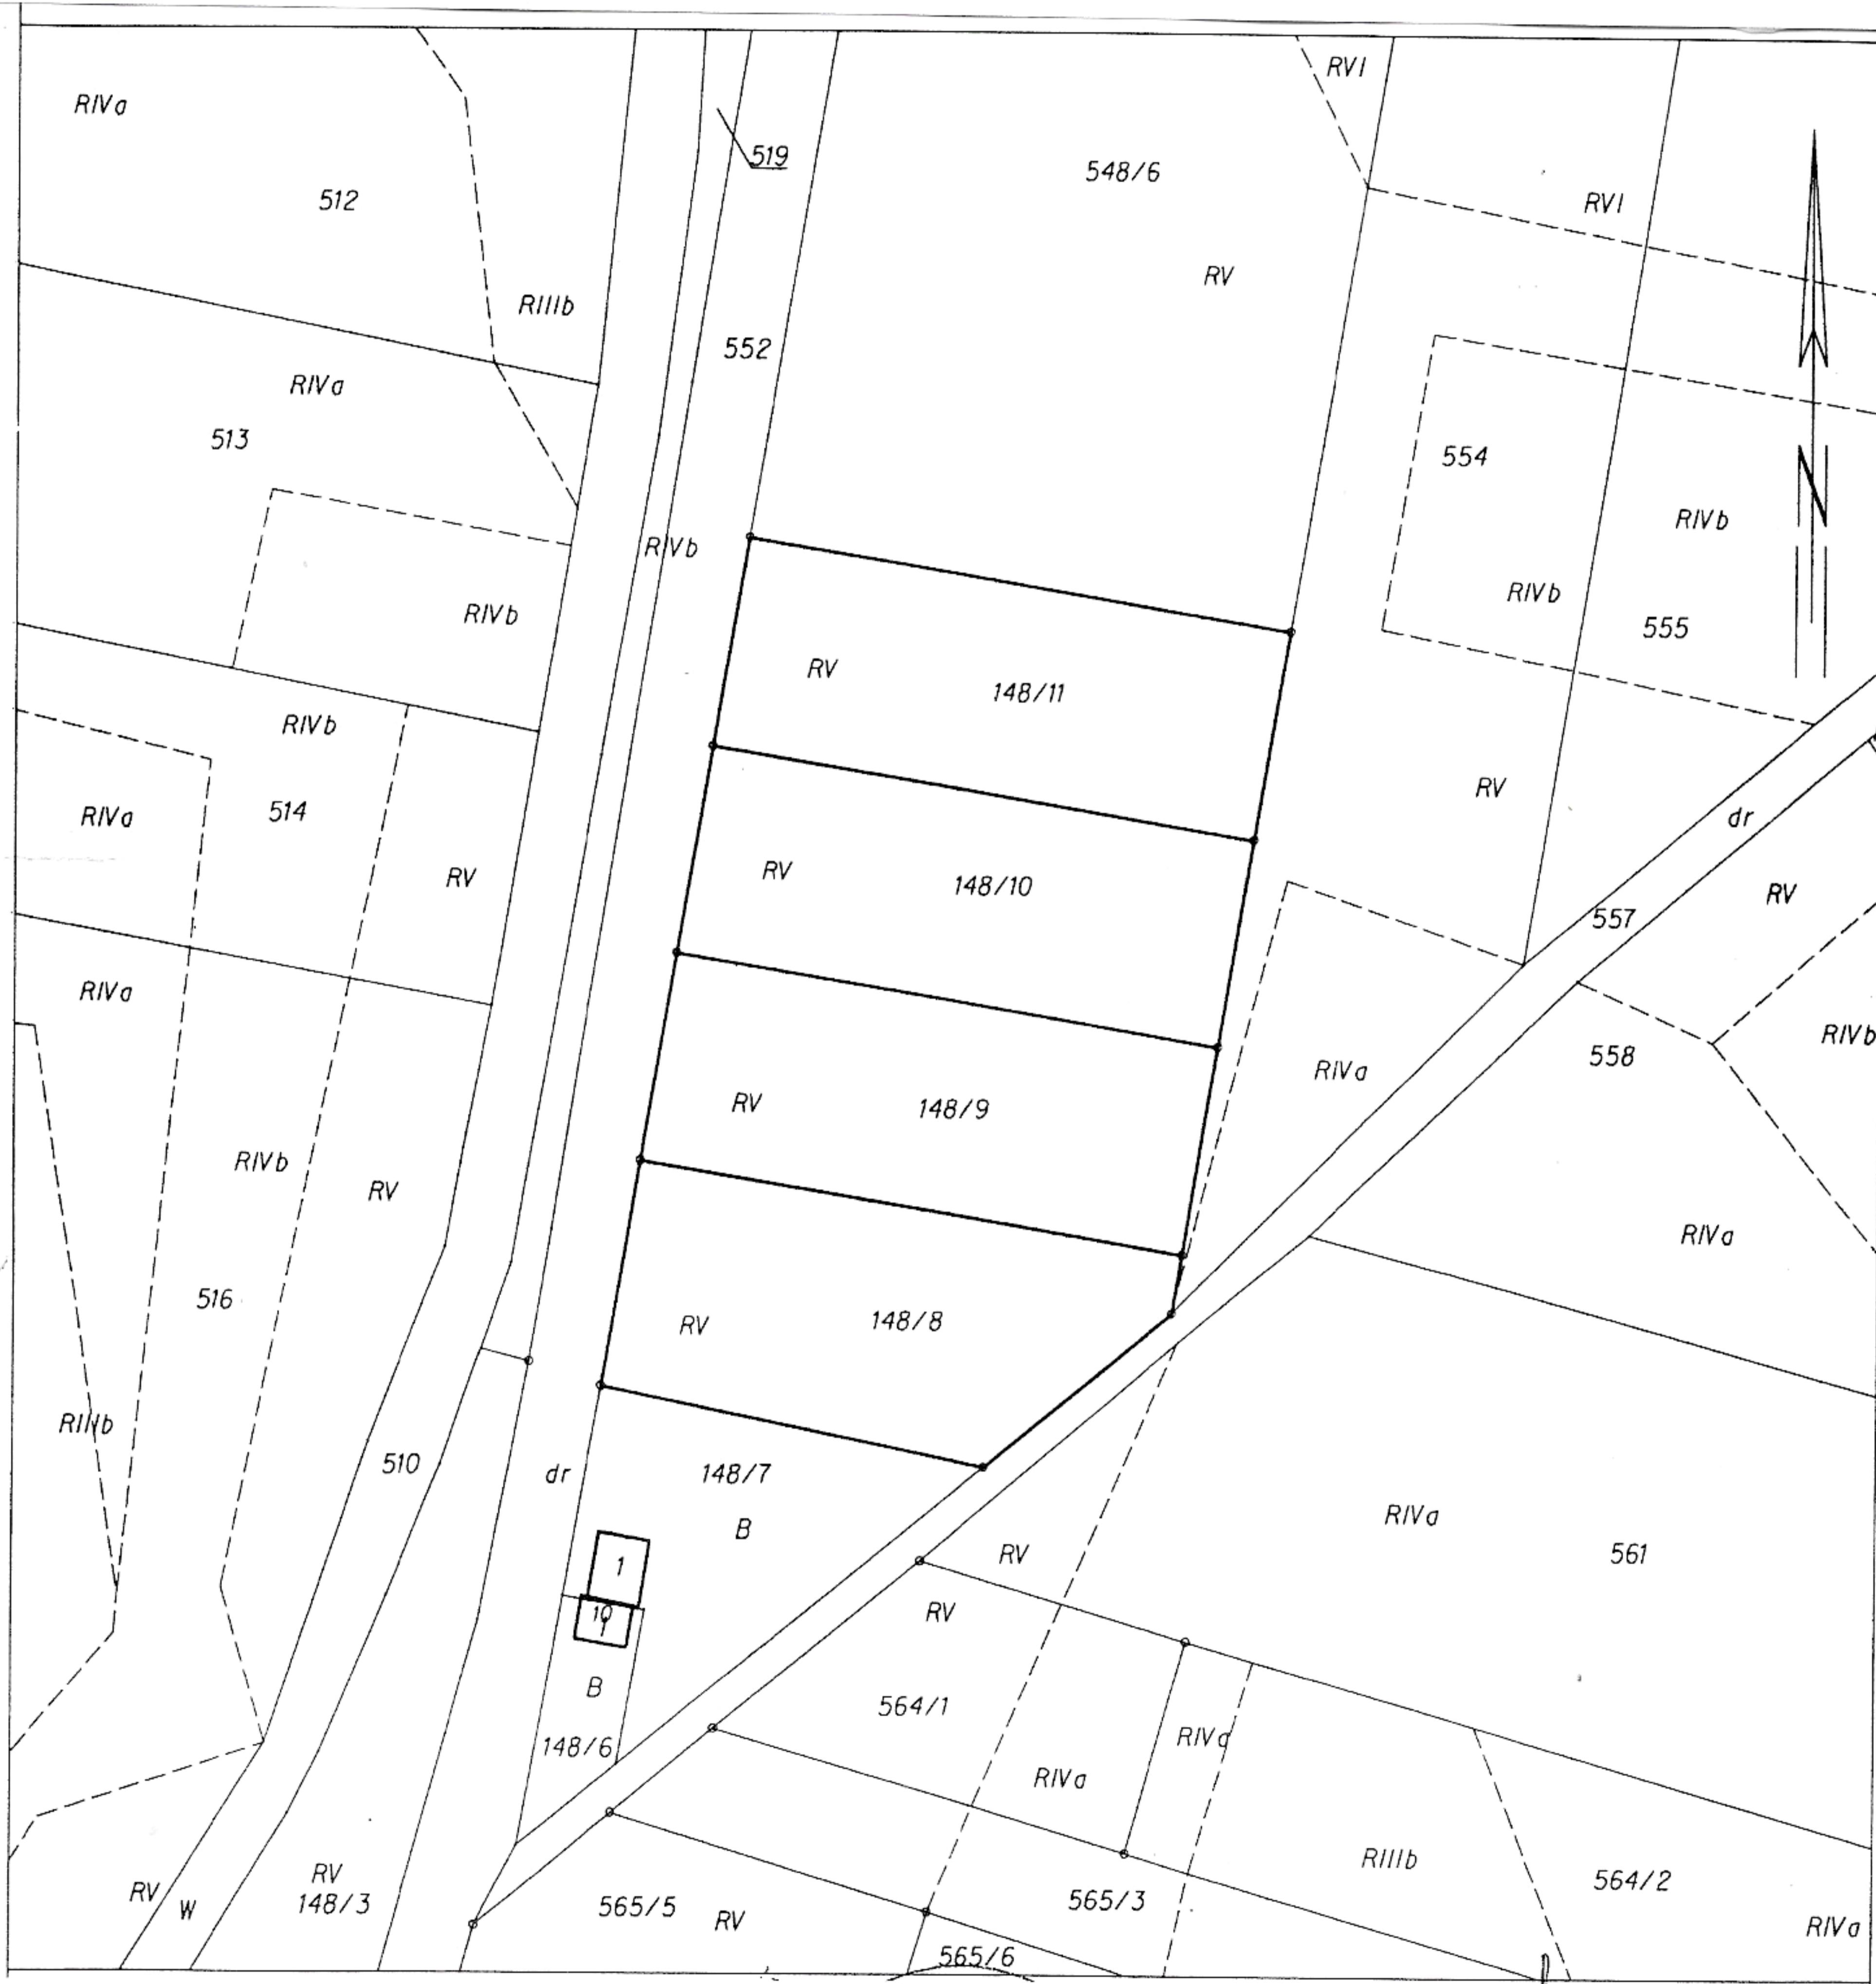 RVI
RIVa
519
548/6
512
RVI
RV
RIIIb
552
RIVa
513
554
RIVb
RIVb
N
RIVb
RIVb
555
RV
148/11
RIVb
514
RIVa
RV
dr
RV
148/10
RV
RV
557
RIVa
RIVb
558
RIVa
RV
148/9
RIVb
RV
RIVa
516
RV
148/8
RIIIb
510
dr
148/7
B
RIVa
1
RV
561
10
1
RV
B
564/1
RIVa
148/6
RIVa
RIIIb
RV
148/3
RV
W
565/3
564/2
565/5
RV
RIVa
565/6